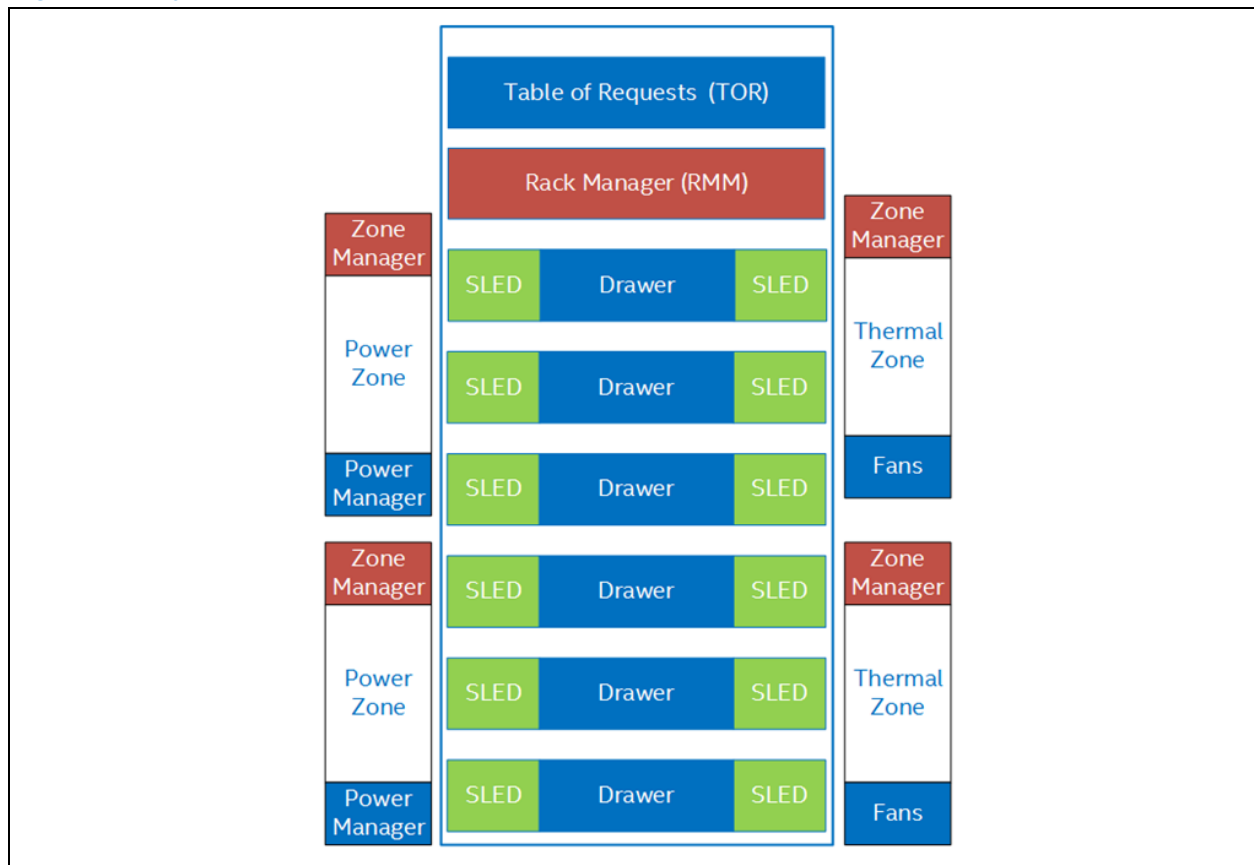 Table of Requests (TOR)
Rack Manager (RMM)
Zone
Manager
Power
Zone
Power
Manager
Zone
Manager
Power
Zone
Power
Manager
SLED Drawer SLED
SLED Drawer SLED
SLED Drawer SLED
SLED Drawer SLED
SLED Drawer SLED
SLED Drawer SLED
Zone
Manager
Thermal
Zone
Fans
Zone
Manager
Thermal
Zone
Fans